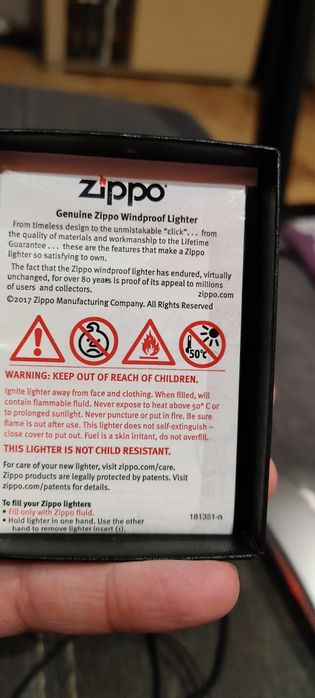 zippo
Genuine Zippo Windproof Lighter
From timeless design to the unmistakable "click"... from
the quality of materials and workmanship to the Lifetime
Guarantee... these are the features that make a Zippo
lighter so satisfying to own.
The fact that the Zippo windproof lighter has endured, virtually
unchanged, for over 80 years is proof of its appeal to millions
of users and collectors.
zippo.com
©2017 Zippo Manufacturing Company. All Rights Reserved
50°C
WARNING: KEEP OUT OF REACH OF CHILDREN.
Ignite lighter away from face and clothing. When filled, will
contain flammable fluid. Never expose to heat above 50° C or
to prolonged sunlight. Never puncture or put in fire. Be sure
flame is out after use. This lighter does not self-extinguish –
close cover to put out. Fuel is a skin irritant, do not overfill.
THIS LIGHTER IS NOT CHILD RESISTANT.
For care of your new lighter, visit zippo.com/care.
Zippo products are legally protected by patents. Visit
zippo.com/patents for details.
To fill your Zippo lighters
• Fill only with Zippo fluid.
• Hold lighter in one hand. Use the other
hand to remove lighter insert (1).
181351-n